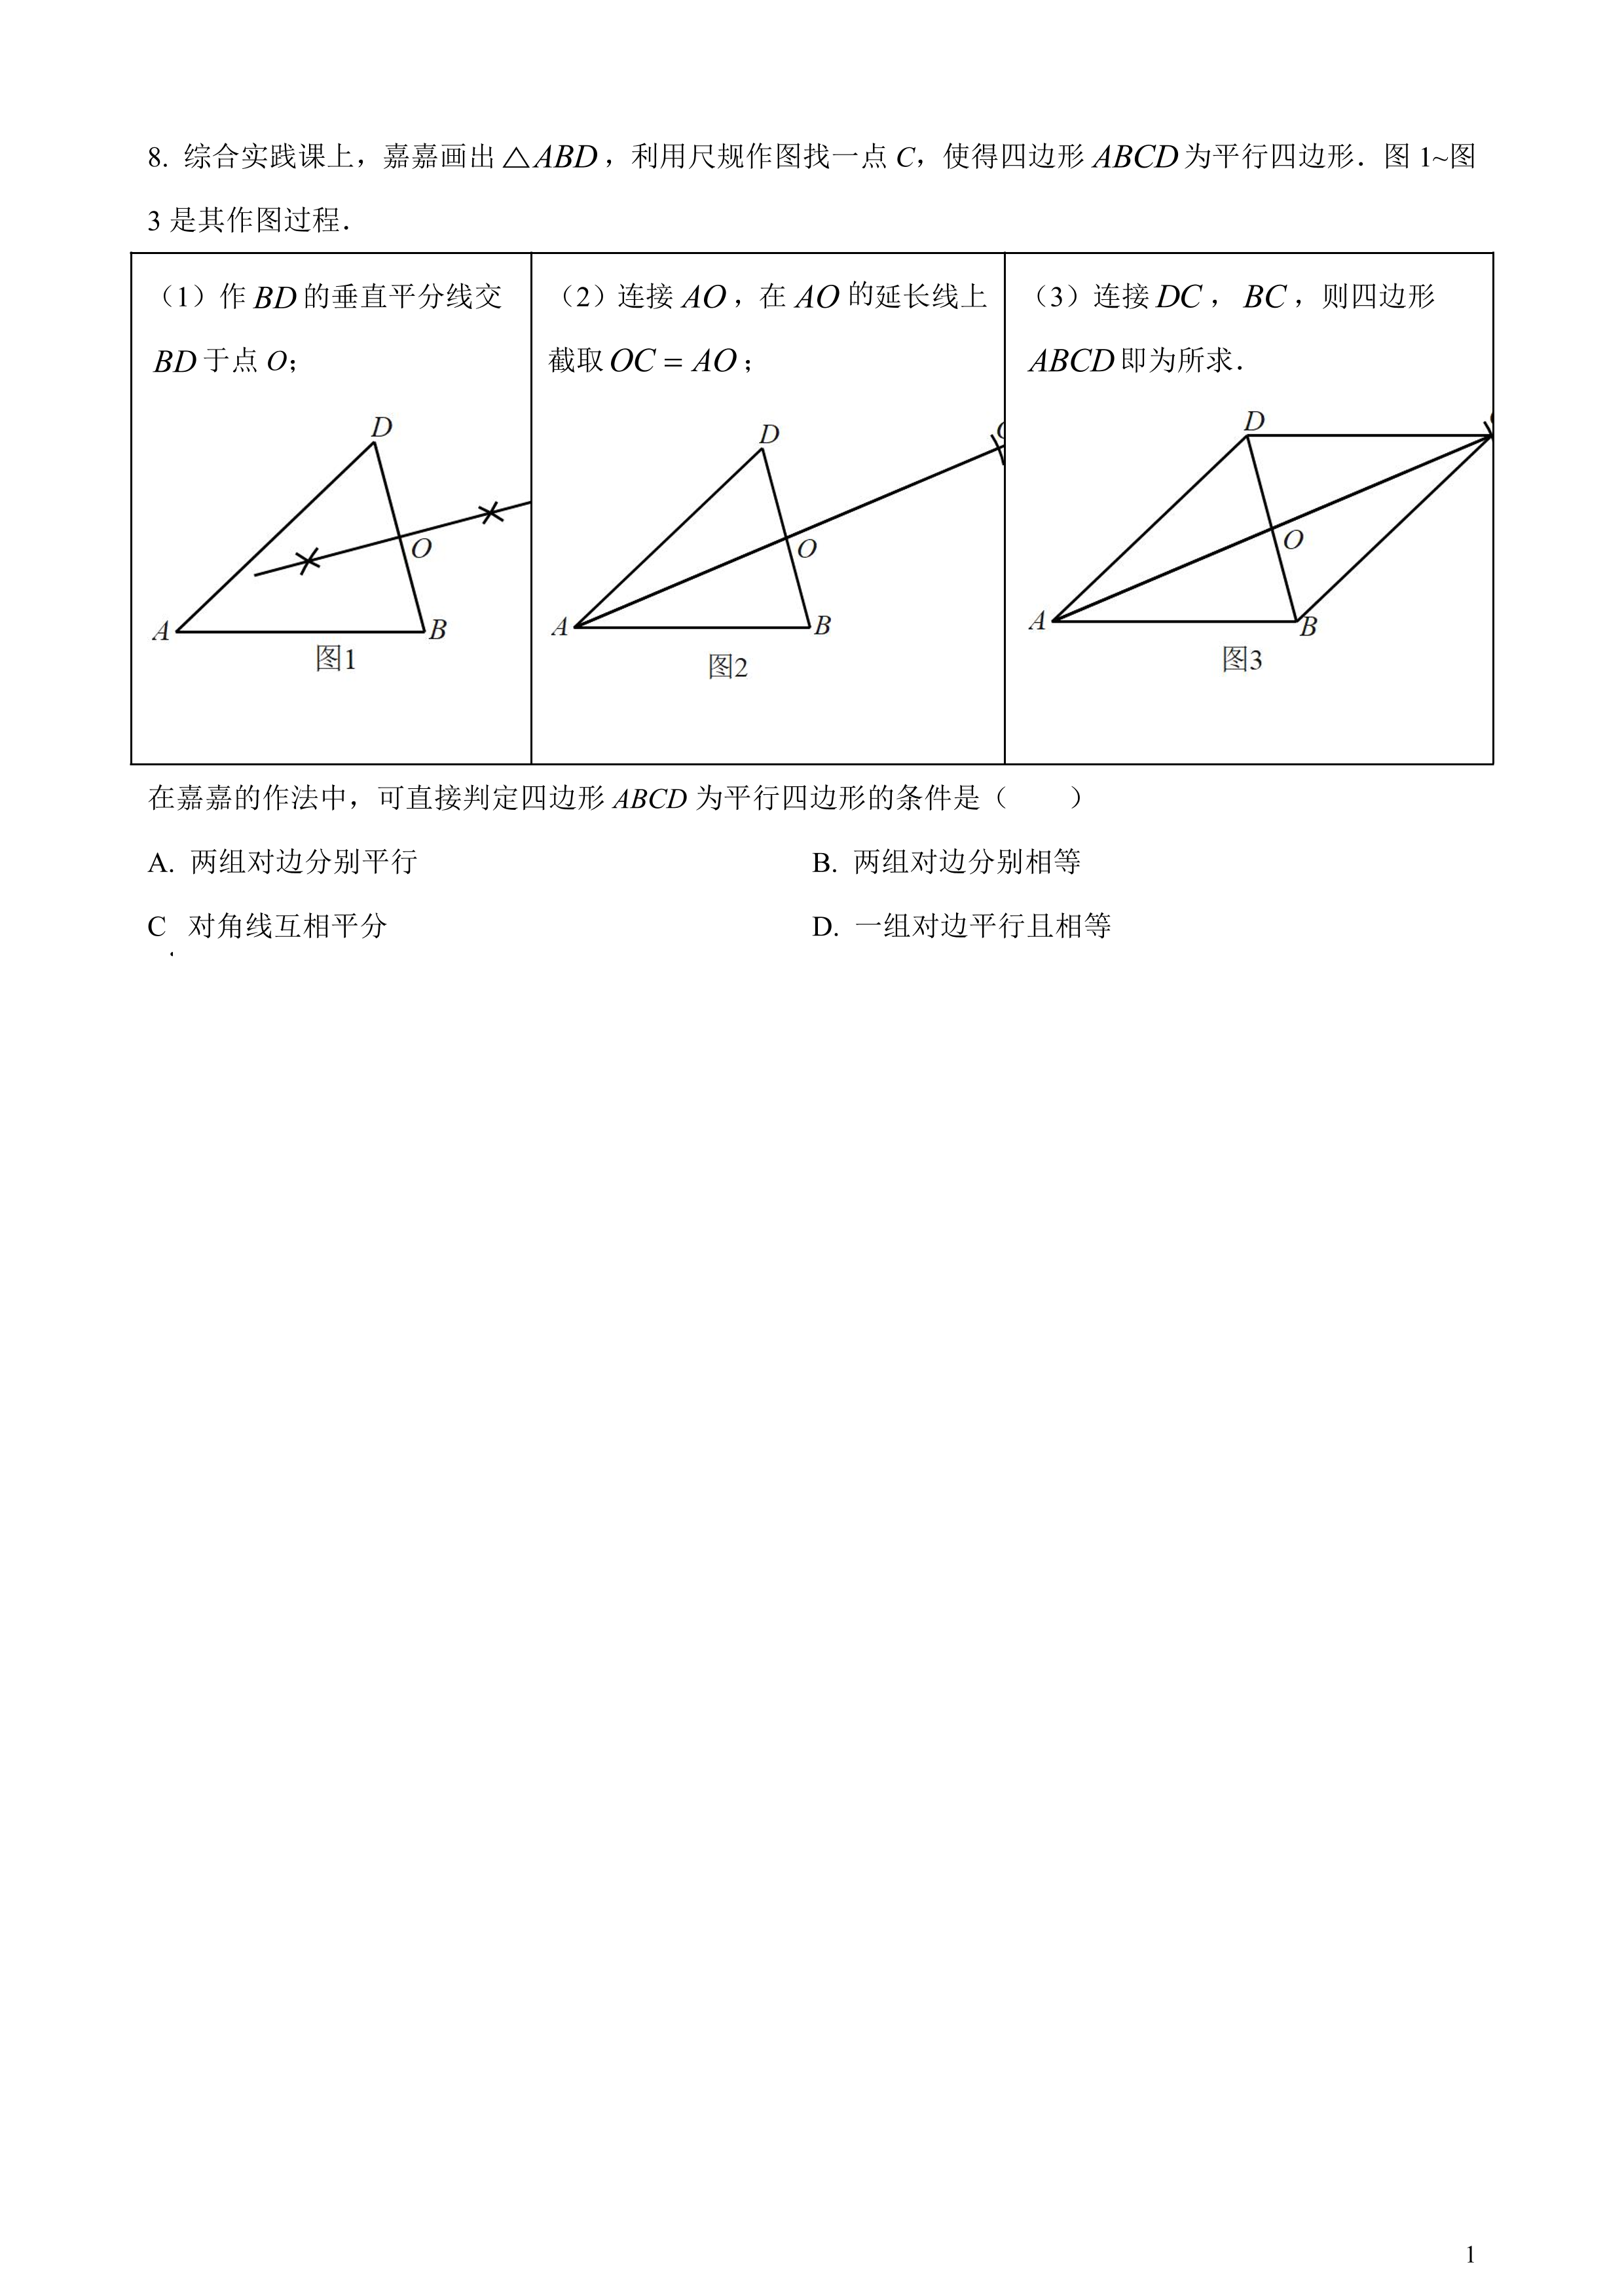 8. 综合实践课上，嘉嘉画出△ABD，利用尺规作图找一点 C，使得四边形 ABCD 为平行四边形．图 1~图
3 是其作图过程．
（1）作 BD 的垂直平分线交
BD 于点 O；
D
O
A
B
图1
（2）连接 AO，在 AO 的延长线上
截取 OC = AO；
D
O
A
B
图2
（3）连接 DC，BC，则四边形
ABCD 即为所求．
D
O
A
B
图3
在嘉嘉的作法中，可直接判定四边形 ABCD 为平行四边形的条件是（　　）
A. 两组对边分别平行 B. 两组对边分别相等
C. 对角线互相平分 D. 一组对边平行且相等
1